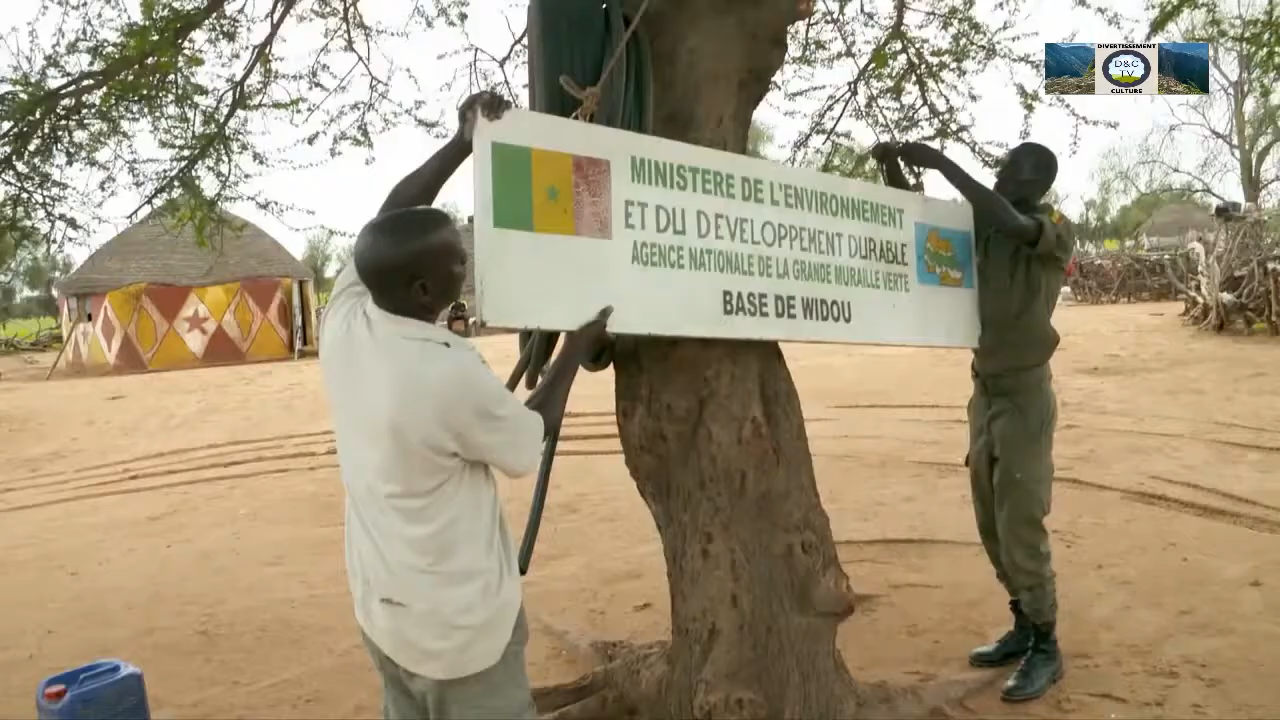 DIVERTISSEMENT
D&C
TV
CULTURE
MINISTERE DE L'ENVIRONNEMENT
ET DU DEVELOPPEMENT DURABLE
AGENCE NATIONALE DE LA GRANDE MURAILLE VERTE
BASE DE WIDOU